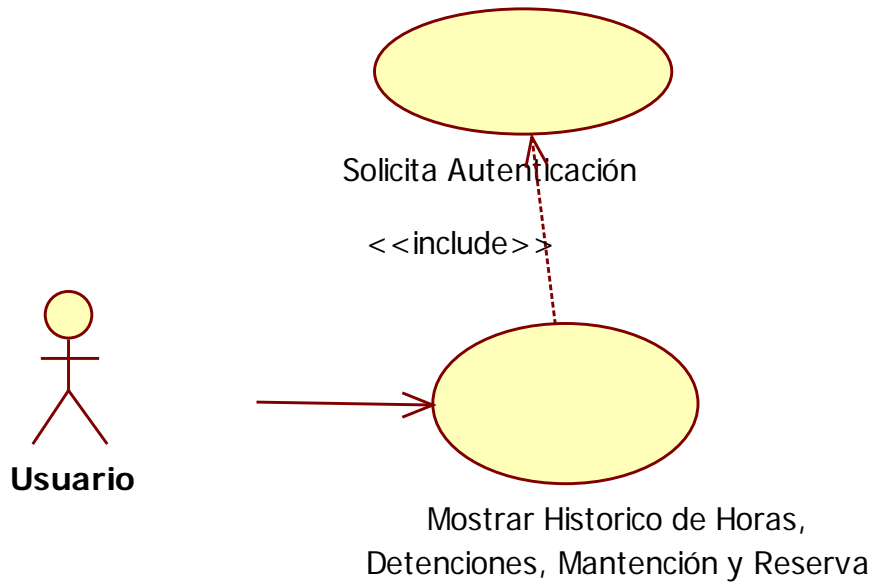 Solicita Autenticación
<<include>>
Usuario
Mostrar Historico de Horas,
Detenciones, Mantención y Reserva